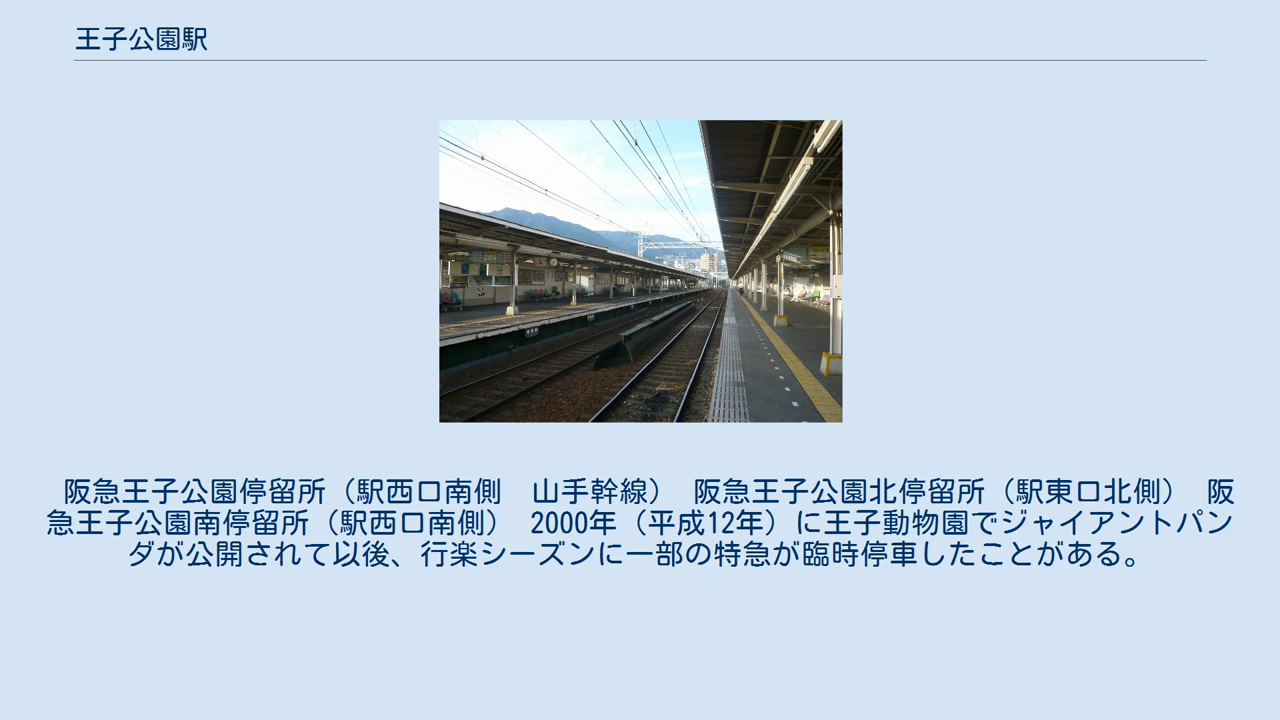 王子公園駅
阪急王子公園停留所（駅西口南側　山手幹線）　阪急王子公園北停留所（駅東口北側）　阪
急王子公園南停留所（駅西口南側）　2000年（平成12年）に王子動物園でジャイアントパン
ダが公開されて以後、行楽シーズンに一部の特急が臨時停車したことがある。